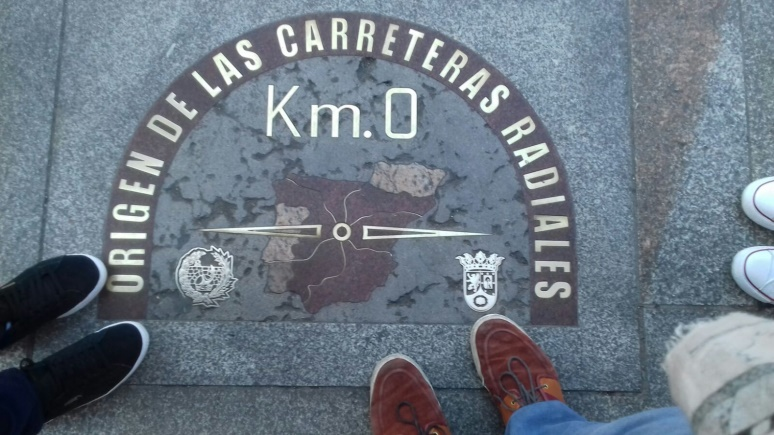 ORIGEN DE LAS CARRETERAS RADIALES
Km. 0